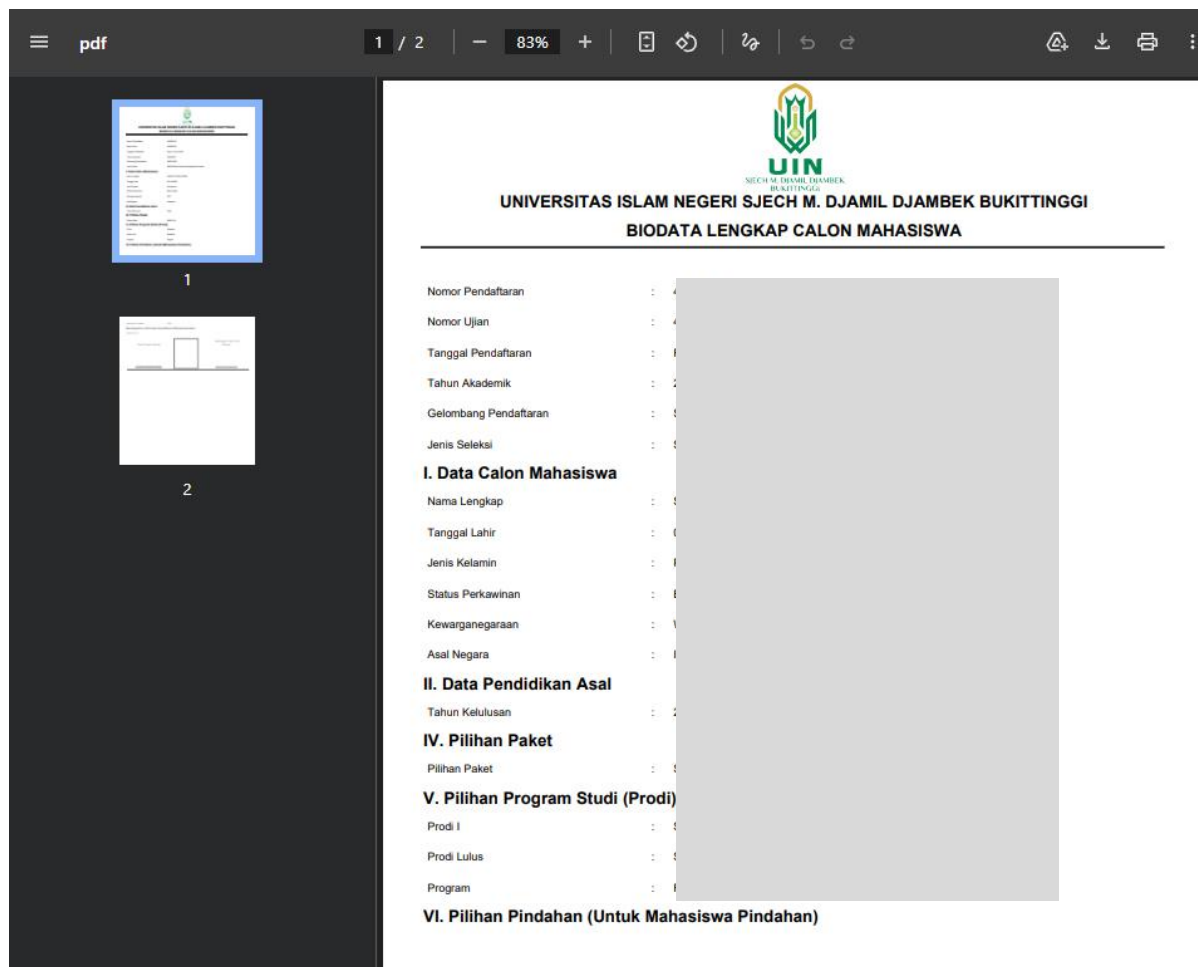 pdf
1 / 2
83%
1
2
UIN
SJECH M. DJAMIL DJAMBEK
BUKITTINGGI
UNIVERSITAS ISLAM NEGERI SJECH M. DJAMIL DJAMBEK BUKITTINGGI
BIODATA LENGKAP CALON MAHASISWA
Nomor Pendaftaran :
Nomor Ujian :
Tanggal Pendaftaran :
Tahun Akademik :
Gelombang Pendaftaran :
Jenis Seleksi :
I. Data Calon Mahasiswa
Nama Lengkap :
Tanggal Lahir :
Jenis Kelamin :
Status Perkawinan :
Kewarganegaraan :
Asal Negara :
II. Data Pendidikan Asal
Tahun Kelulusan :
IV. Pilihan Paket
Pilihan Paket :
V. Pilihan Program Studi (Prodi)
Prodi I :
Prodi Lulus :
Program :
VI. Pilihan Pindahan (Untuk Mahasiswa Pindahan)